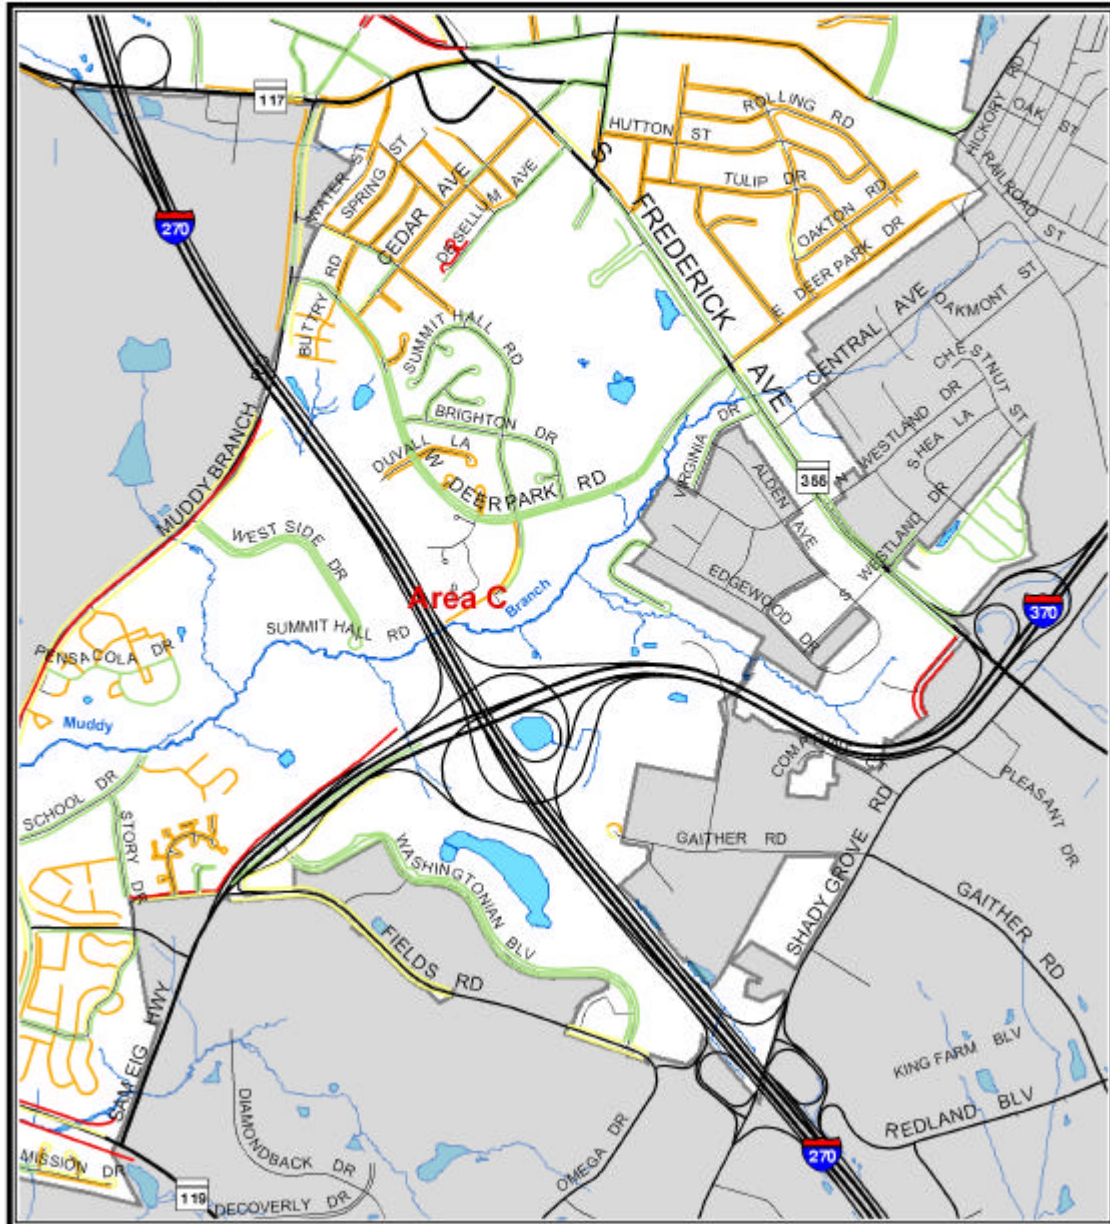 117
HICKORY RD
OAK ST
ROLLING RD
HUTTON ST
S FREDERICK AVE
RAILROAD ST
TULIP DR
OAKTON RD
E DEER PARK DR
WATER ST
SPRING ST
CEDAR AVE
DESELLUM AVE
270
BUTTRY RD
CENTRAL AVE
OAKMONT ST
SUMMIT HALL RD
CHESTNUT ST
N WESTLAND DR
SHEA LA
BRIGHTON DR
DUVALL LA
VIRGINIA DR
MUDDY BRANCH
W DEER PARK RD
ALDEN AVE
355
S WESTLAND DR
WEST SIDE DR
EDGEWOOD DR
Area C
Branch
370
SUMMIT HALL RD
PENSACOLA DR
Muddy
SCHOOL DR
STORY DR
PLEASANT DR
GAITHER RD
WASHINGTONIAN BLV
SHADY GROVE RD
GAITHER RD
FIELDS RD
SAM EIG HWY
KING FARM BLV
REDLAND BLV
DIAMONDBACK DR
OMEGA DR
270
MISSION DR
119
DECOVERLY DR